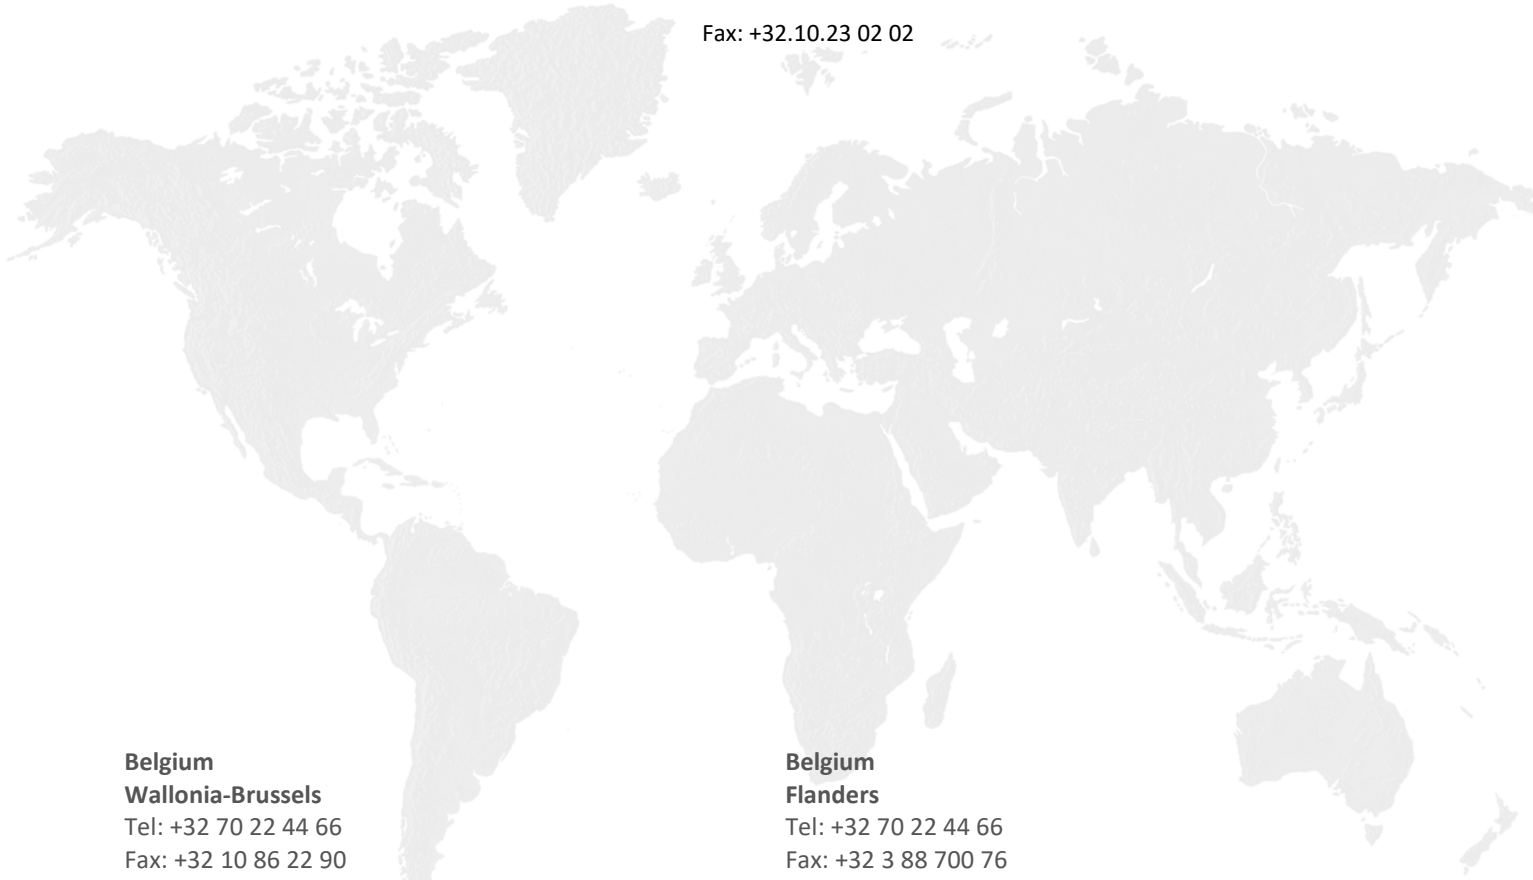 Fax: +32.10.23 02 02
Belgium
Wallonia-Brussels
Tel: +32 70 22 44 66
Fax: +32 10 86 22 90
Belgium
Flanders
Tel: +32 70 22 44 66
Fax: +32 3 88 700 76